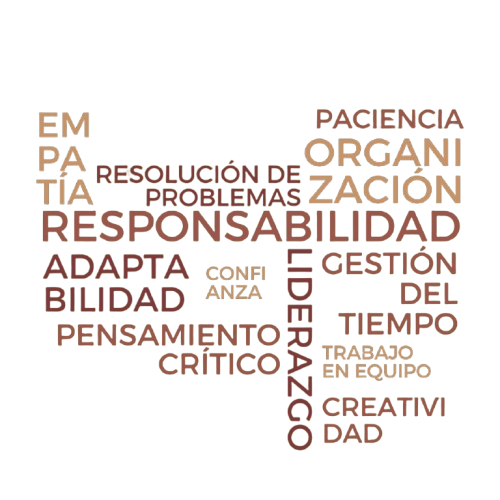 EM
PA
TÍA
RESOLUCIÓN DE
PROBLEMAS
PACIENCIA
ORGANI
ZACIÓN
RESPONSABILIDAD
ADAPTA
BILIDAD
CONFI
ANZA
LIDERAZGO
GESTIÓN
DEL
TIEMPO
PENSAMIENTO
CRÍTICO
TRABAJO
EN EQUIPO
CREATIVI
DAD